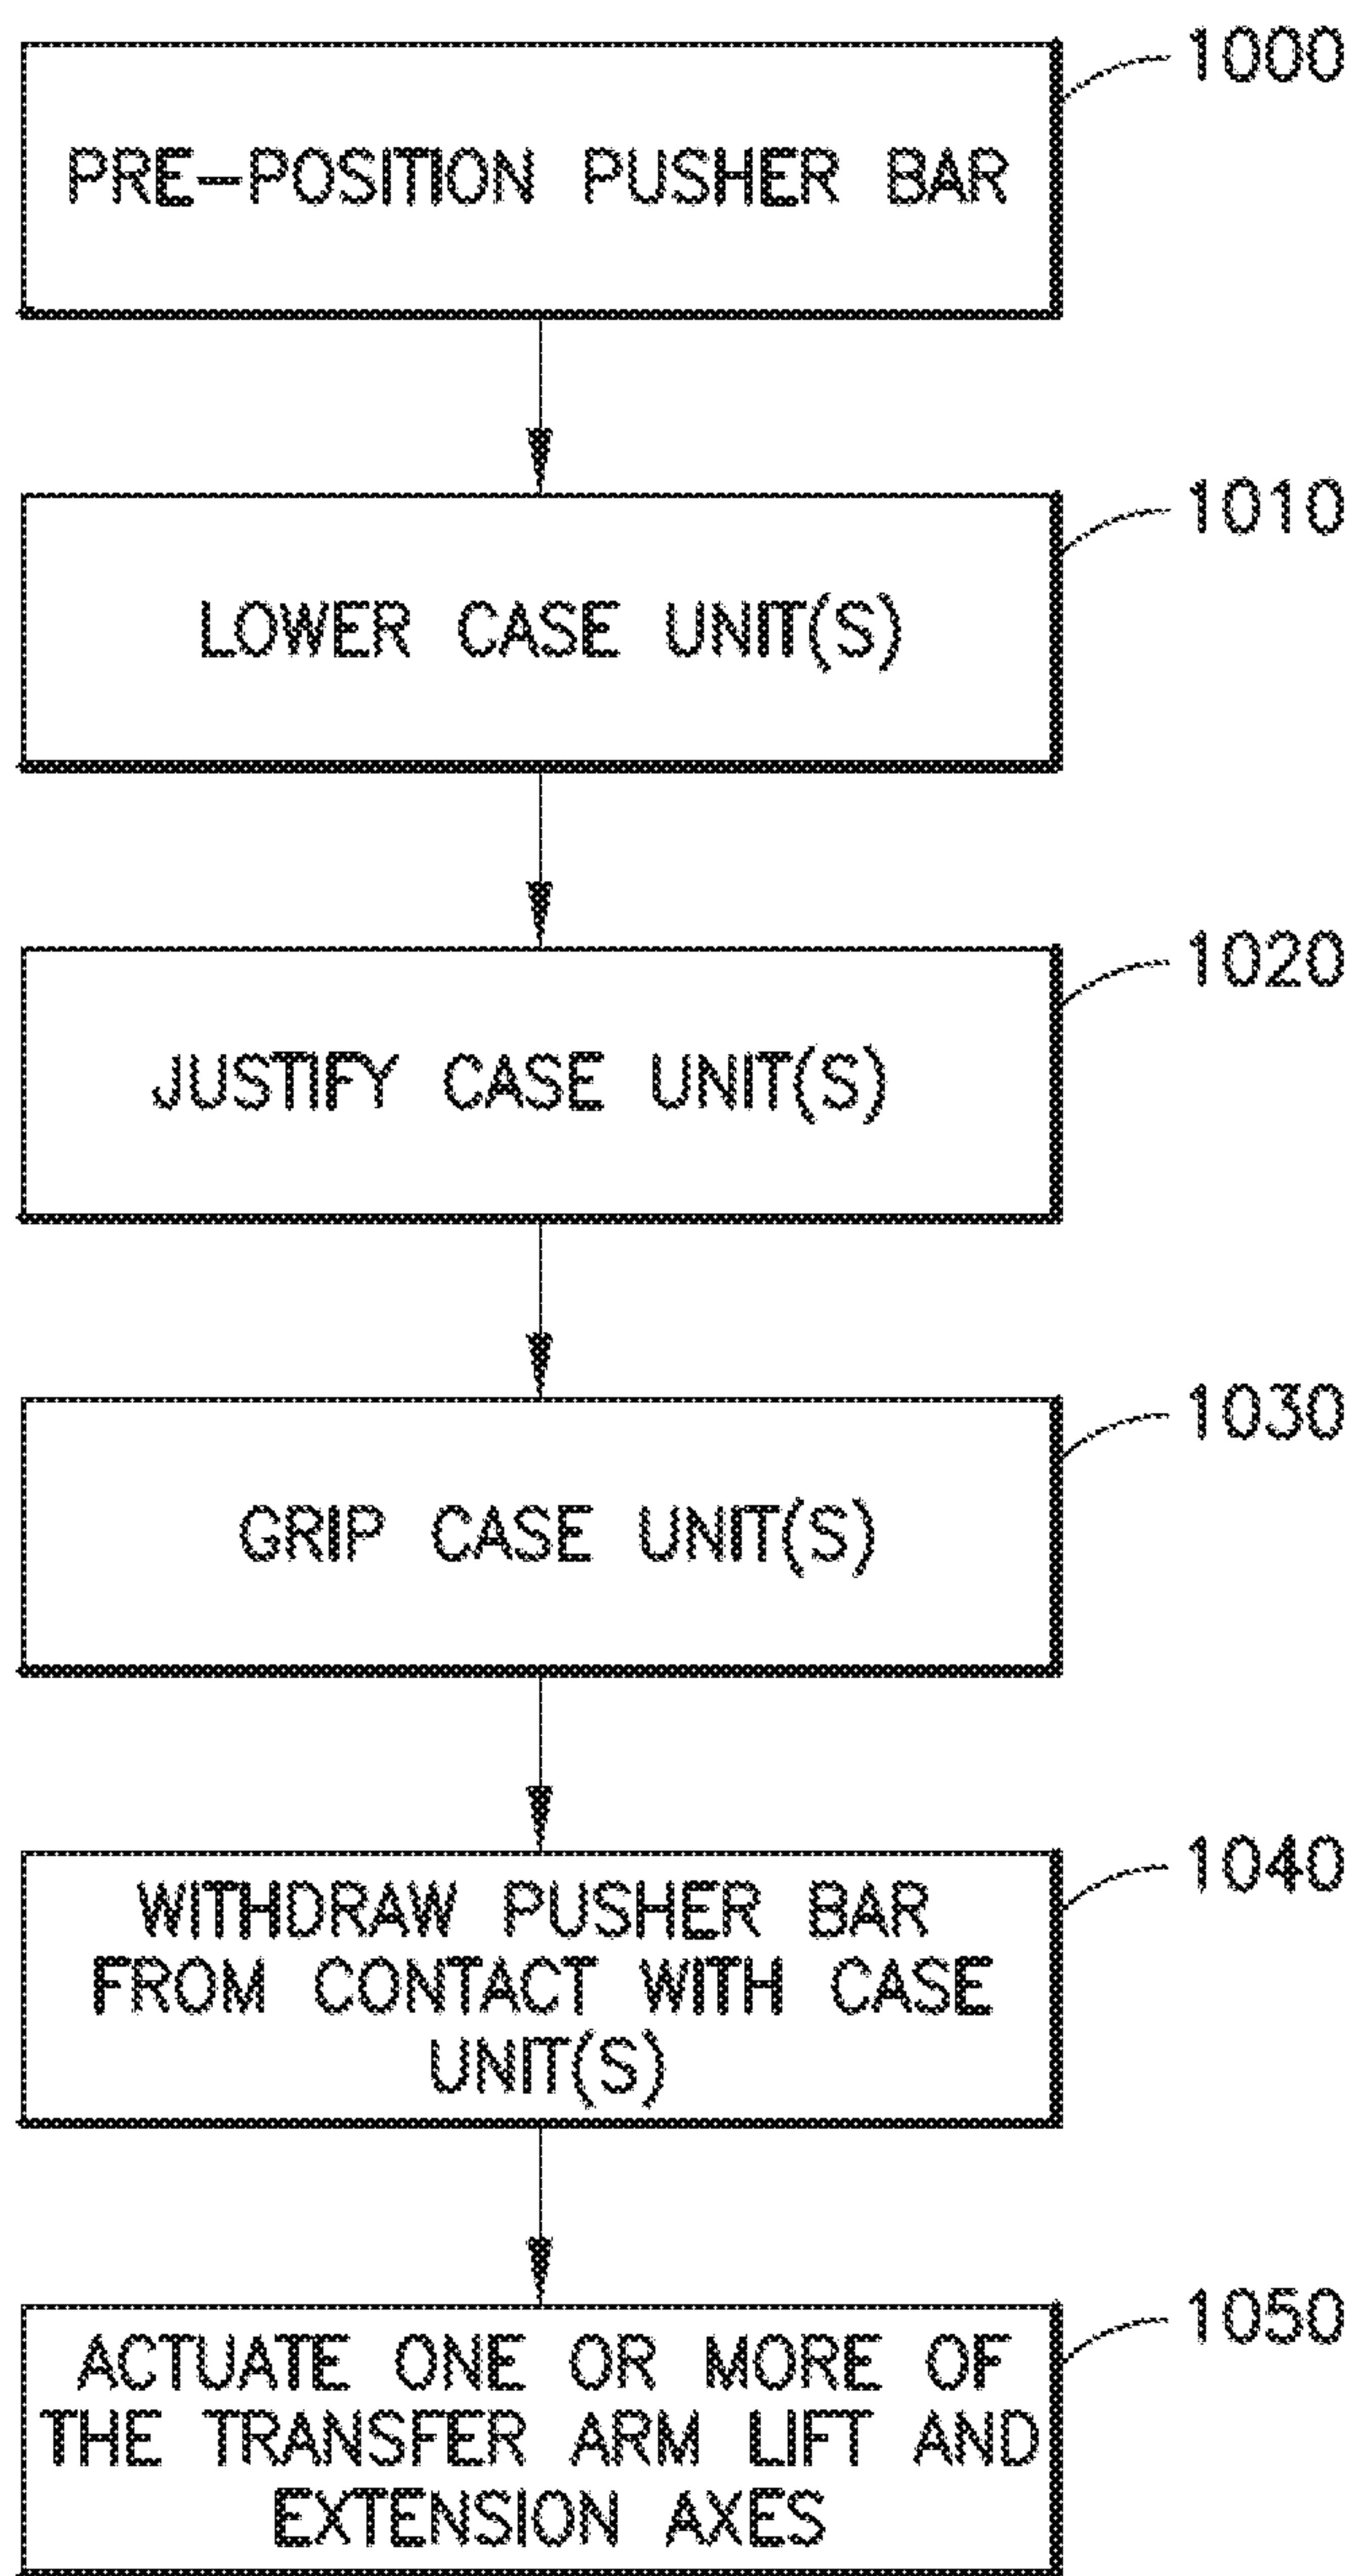 1000
PRE-POSITION PUSHER BAR
1010
LOWER CASE UNIT(S)
1020
JUSTIFY CASE UNIT(S)
1030
GRIP CASE UNIT(S)
1040
WITHDRAW PUSHER BAR
FROM CONTACT WITH CASE
UNIT(S)
1050
ACTUATE ONE OR MORE OF
THE TRANSFER ARM LIFT AND
EXTENSION AXES